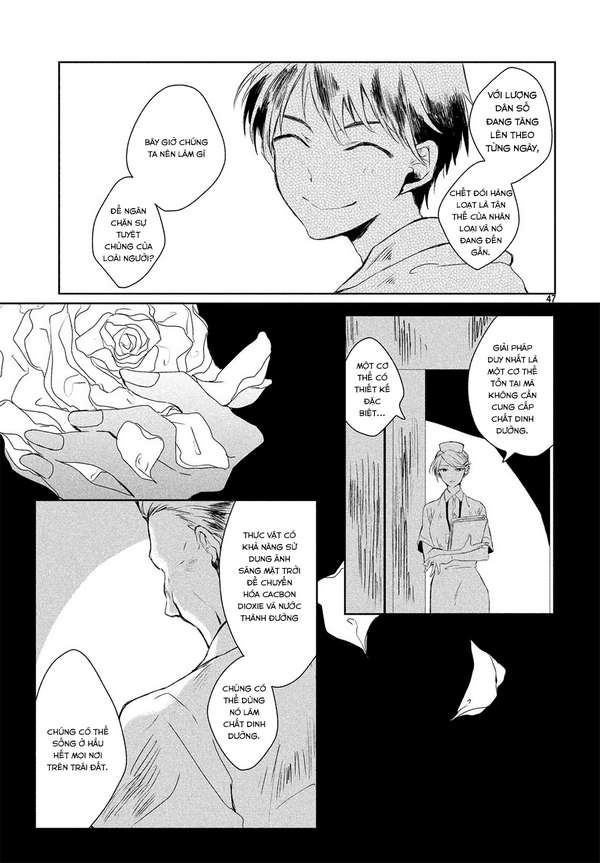 VỚI LƯỢNG
DÂN SỐ
ĐANG TĂNG
LÊN THEO
TỪNG NGÀY,
CHẾT ĐÓI HÀNG
LOẠT LÀ TẬN
THẾ CỦA NHÂN
LOẠI VÀ NÓ
ĐANG ĐẾN
GẦN.
BÂY GIỜ CHÚNG
TA NÊN LÀM GÌ
ĐỂ NGĂN
CHẶN SỰ
TUYỆT
CHỦNG CỦA
LOÀI NGƯỜI?
47
GIẢI PHÁP
DUY NHẤT LÀ
MỘT CƠ THỂ
TỒN TẠI MÀ
KHÔNG CẦN
CUNG CẤP
CHẤT DINH
DƯỠNG.
MỘT CƠ
THỂ CÓ
THIẾT KẾ
ĐẶC
BIỆT...
THỰC VẬT CÓ
KHẢ NĂNG SỬ
DỤNG ÁNH
SÁNG MẶT TRỜI
ĐỂ CHUYỂN
HÓA CACBON
DIOXIE VÀ NƯỚC
THÀNH ĐƯỜNG
CHÚNG CÓ
THỂ DÙNG
NÓ LÀM
CHẤT DINH
DƯỠNG.
CHÚNG CÓ THỂ
SỐNG Ở HẦU
HẾT MỌI NƠI
TRÊN TRÁI ĐẤT.